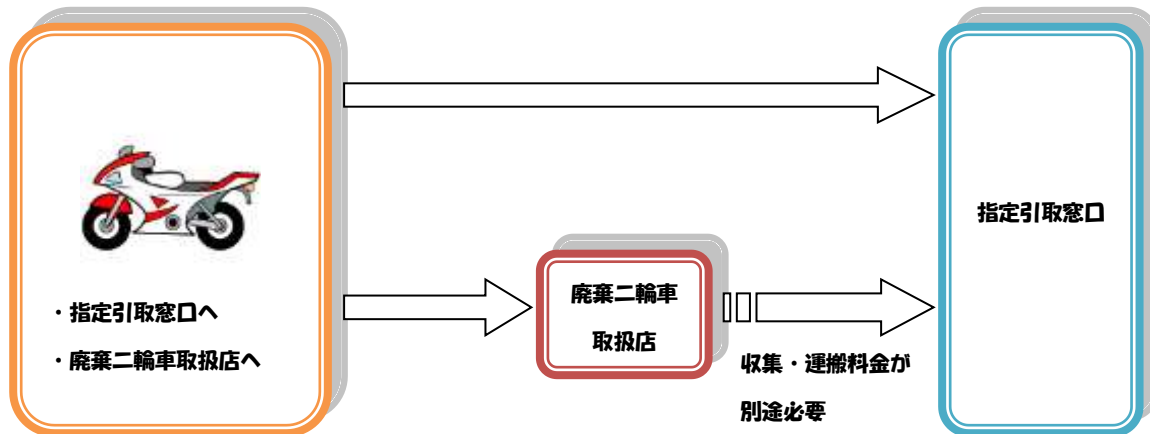 ・指定引取窓口へ
・廃棄二輪車取扱店へ
廃棄二輪車
取扱店
収集・運搬料金が
別途必要
指定引取窓口